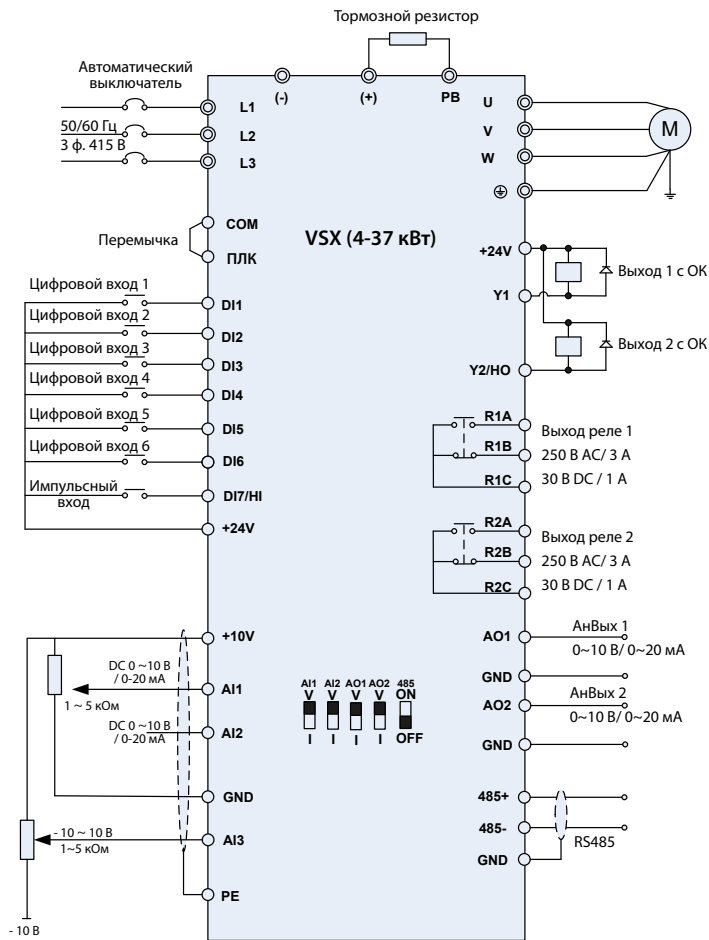 Тормозной резистор
Автоматический
выключатель
(-)
(+)
PB
L1
50/60 Гц
L2
3 ф. 415 В
L3
U
V
W
M
COM
Перемычка
ПЛК
VSX (4-37 кВт)
+24V
Выход 1 с ОК
Y1
Выход 2 с ОК
Y2/HO
Цифровой вход 1
DI1
Цифровой вход 2
DI2
Цифровой вход 3
DI3
Цифровой вход 4
DI4
Цифровой вход 5
DI5
Цифровой вход 6
DI6
Импульсный
вход
DI7/HI
+24V
R1A
Выход реле 1
R1B
250 В AC/ 3 А
R1C
30 В DC / 1 А
R2A
Выход реле 2
R2B
250 В AC/ 3 А
R2C
30 В DC / 1 А
+10V
DC 0 ~10 В
/ 0-20 мА
AI1
1 ~ 5 кОм
DC 0 ~10 В
/ 0-20 мА
AI2
GND
- 10 ~ 10 В
AI3
1~5 кОм
PE
- 10 В
AI1 AI2 AO1 AO2 485
V V V V ON
I I I I OFF
АнВых 1
AO1
0~10 В/ 0~20 мА
GND
АнВых 2
AO2
0~10 В/ 0~20 мА
GND
485+
485-
RS485
GND